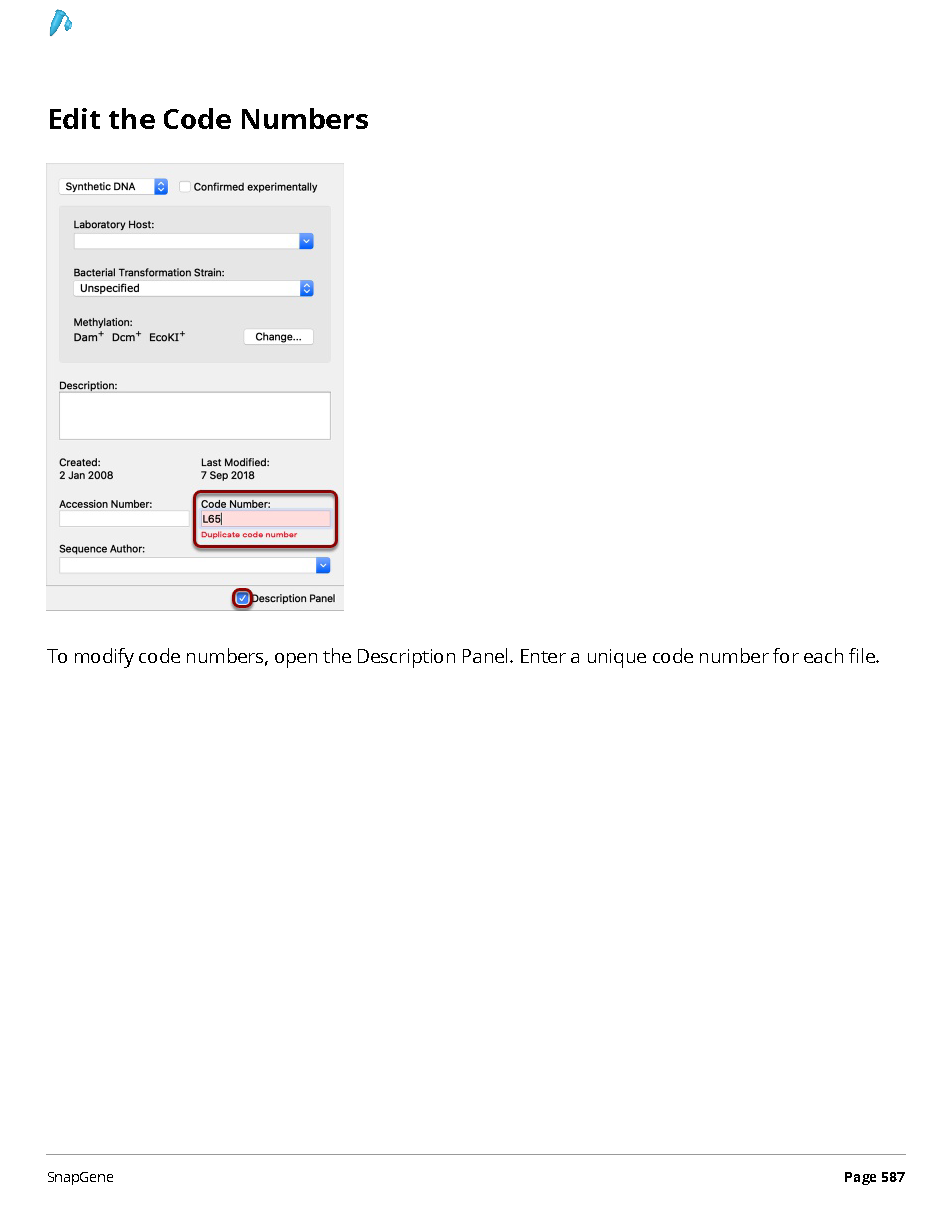 Edit the Code Numbers
Synthetic DNA Confirmed experimentally
Laboratory Host:
Bacterial Transformation Strain:
Unspecified
Methylation:
Dam+ Dcm+ EcoKI+ Change...
Description:
Created: Last Modified:
2 Jan 2008 7 Sep 2018
Accession Number: Code Number:
L65
Duplicate code number
Sequence Author:
Description Panel
To modify code numbers, open the Description Panel. Enter a unique code number for each file.
SnapGene Page 587